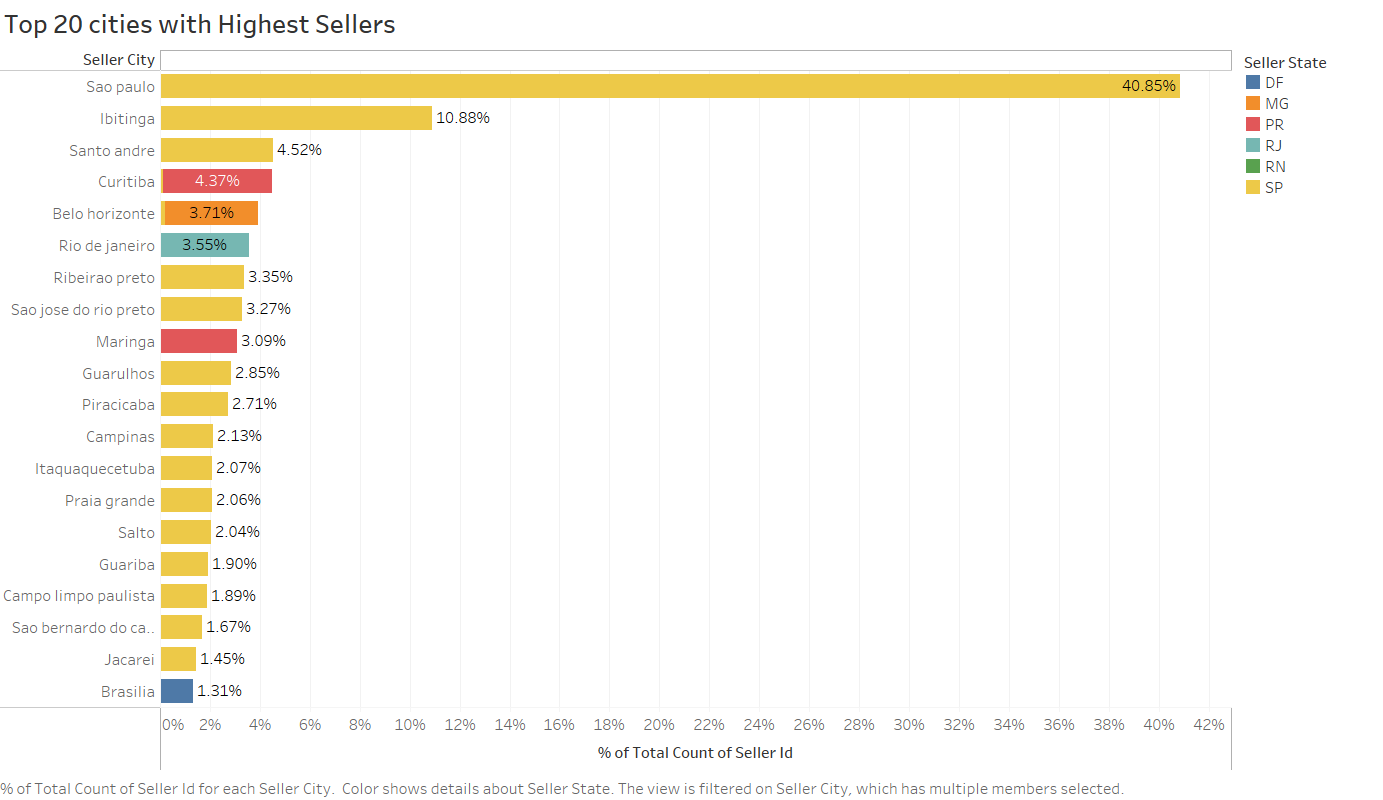 Top 20 cities with Highest Sellers
Seller City
Seller State
Sao paulo 40.85%
DF
MG
PR
RJ
RN
SP
Ibitinga 10.88%
Santo andre 4.52%
Curitiba 4.37%
Belo horizonte 3.71%
Rio de janeiro 3.55%
Ribeirao preto 3.35%
Sao jose do rio preto 3.27%
Maringa 3.09%
Guarulhos 2.85%
Piracicaba 2.71%
Campinas 2.13%
Itaquaquecetuba 2.07%
Praia grande 2.06%
Salto 2.04%
Guariba 1.90%
Campo limpo paulista 1.89%
Sao bernardo do ca.. 1.67%
Jacarei 1.45%
Brasilia 1.31%
0% 2% 4% 6% 8% 10% 12% 14% 16% 18% 20% 22% 24% 26% 28% 30% 32% 34% 36% 38% 40% 42%
% of Total Count of Seller Id
% of Total Count of Seller Id for each Seller City.  Color shows details about Seller State. The view is filtered on Seller City, which has multiple members selected.